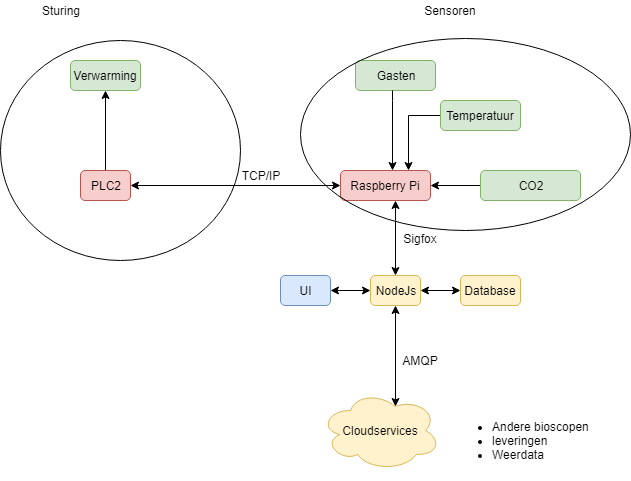 Sturing
Sensoren
Verwarming
Gasten
Temperatuur
TCP/IP
PLC2
Raspberry Pi
CO2
Sigfox
UI
NodeJs
Database
AMQP
Cloudservices
Andere bioscopen
leveringen
Weerdata